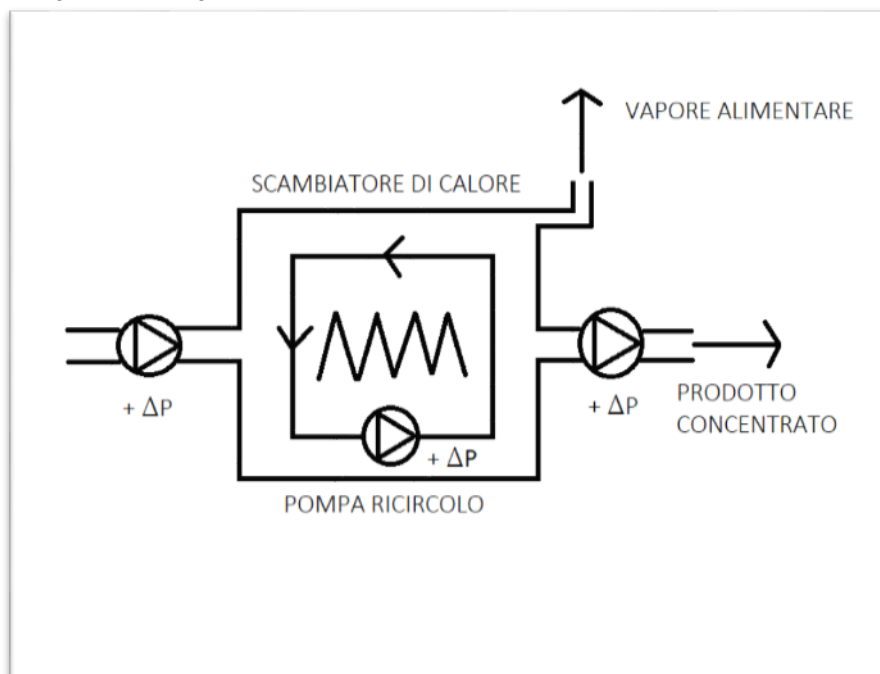 VAPORE ALIMENTARE
SCAMBIATORE DI CALORE
+ ΔP
+ ΔP
PRODOTTO
CONCENTRATO
+ ΔP
POMPA RICIRCOLO